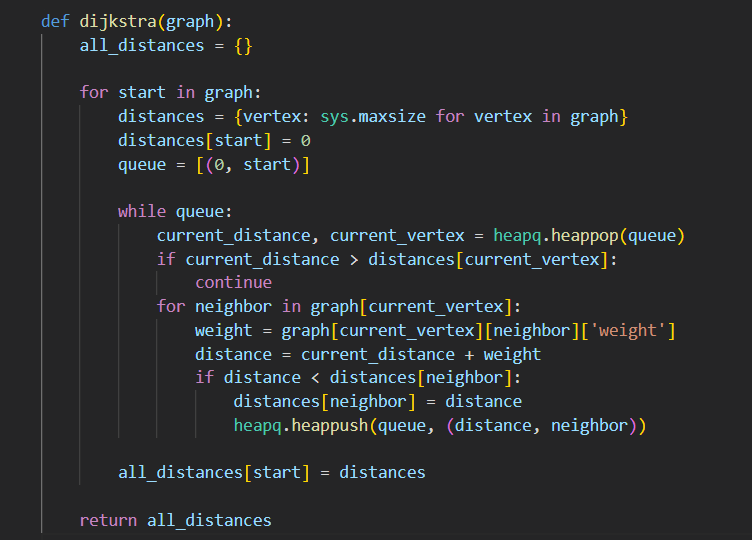 def dijkstra(graph):
    all_distances = {}

    for start in graph:
        distances = {vertex: sys.maxsize for vertex in graph}
        distances[start] = 0
        queue = [(0, start)]

        while queue:
            current_distance, current_vertex = heapq.heappop(queue)
            if current_distance > distances[current_vertex]:
                continue
            for neighbor in graph[current_vertex]:
                weight = graph[current_vertex][neighbor]['weight']
                distance = current_distance + weight
                if distance < distances[neighbor]:
                    distances[neighbor] = distance
                    heapq.heappush(queue, (distance, neighbor))

        all_distances[start] = distances

    return all_distances